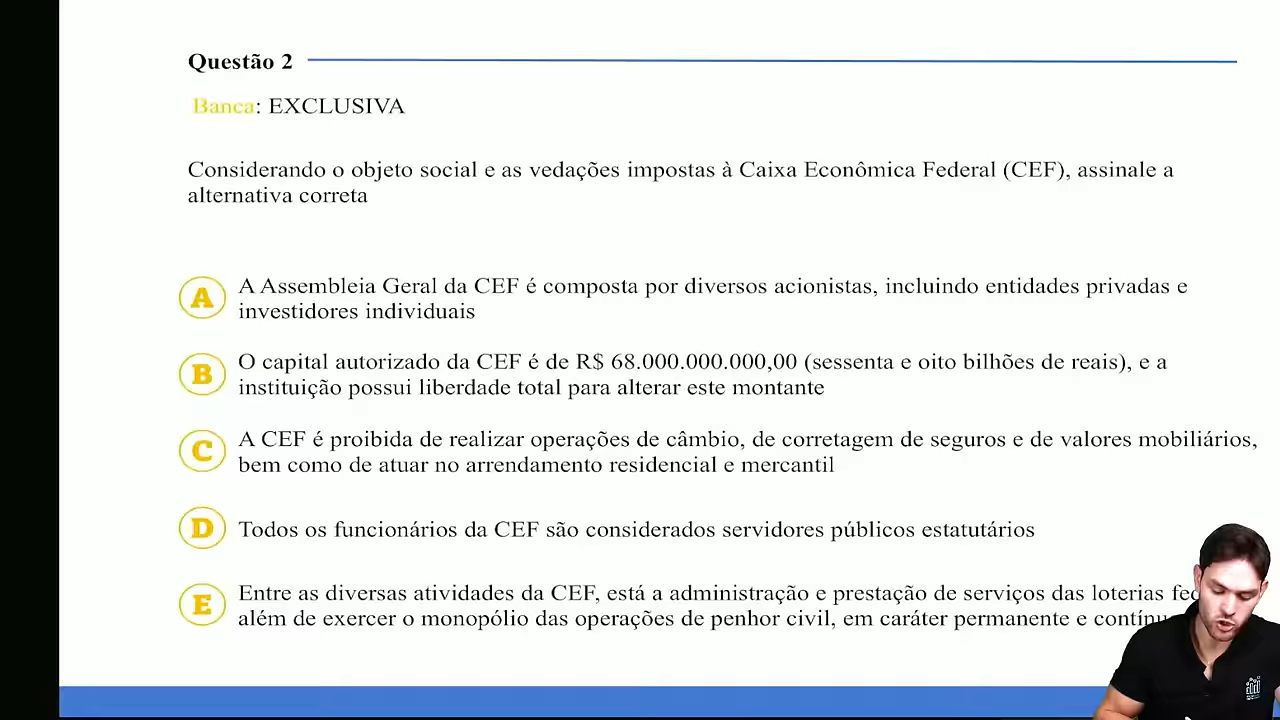 Questão 2
Banca: EXCLUSIVA
Considerando o objeto social e as vedações impostas à Caixa Econômica Federal (CEF), assinale a
alternativa correta
A
A Assembleia Geral da CEF é composta por diversos acionistas, incluindo entidades privadas e
investidores individuais
B
O capital autorizado da CEF é de R$ 68.000.000.000,00 (sessenta e oito bilhões de reais), e a
instituição possui liberdade total para alterar este montante
C
A CEF é proibida de realizar operações de câmbio, de corretagem de seguros e de valores mobiliários,
bem como de atuar no arrendamento residencial e mercantil
D
Todos os funcionários da CEF são considerados servidores públicos estatutários
E
Entre as diversas atividades da CEF, está a administração e prestação de serviços das loterias
além de exercer o monopólio das operações de penhor civil, em caráter permanente e